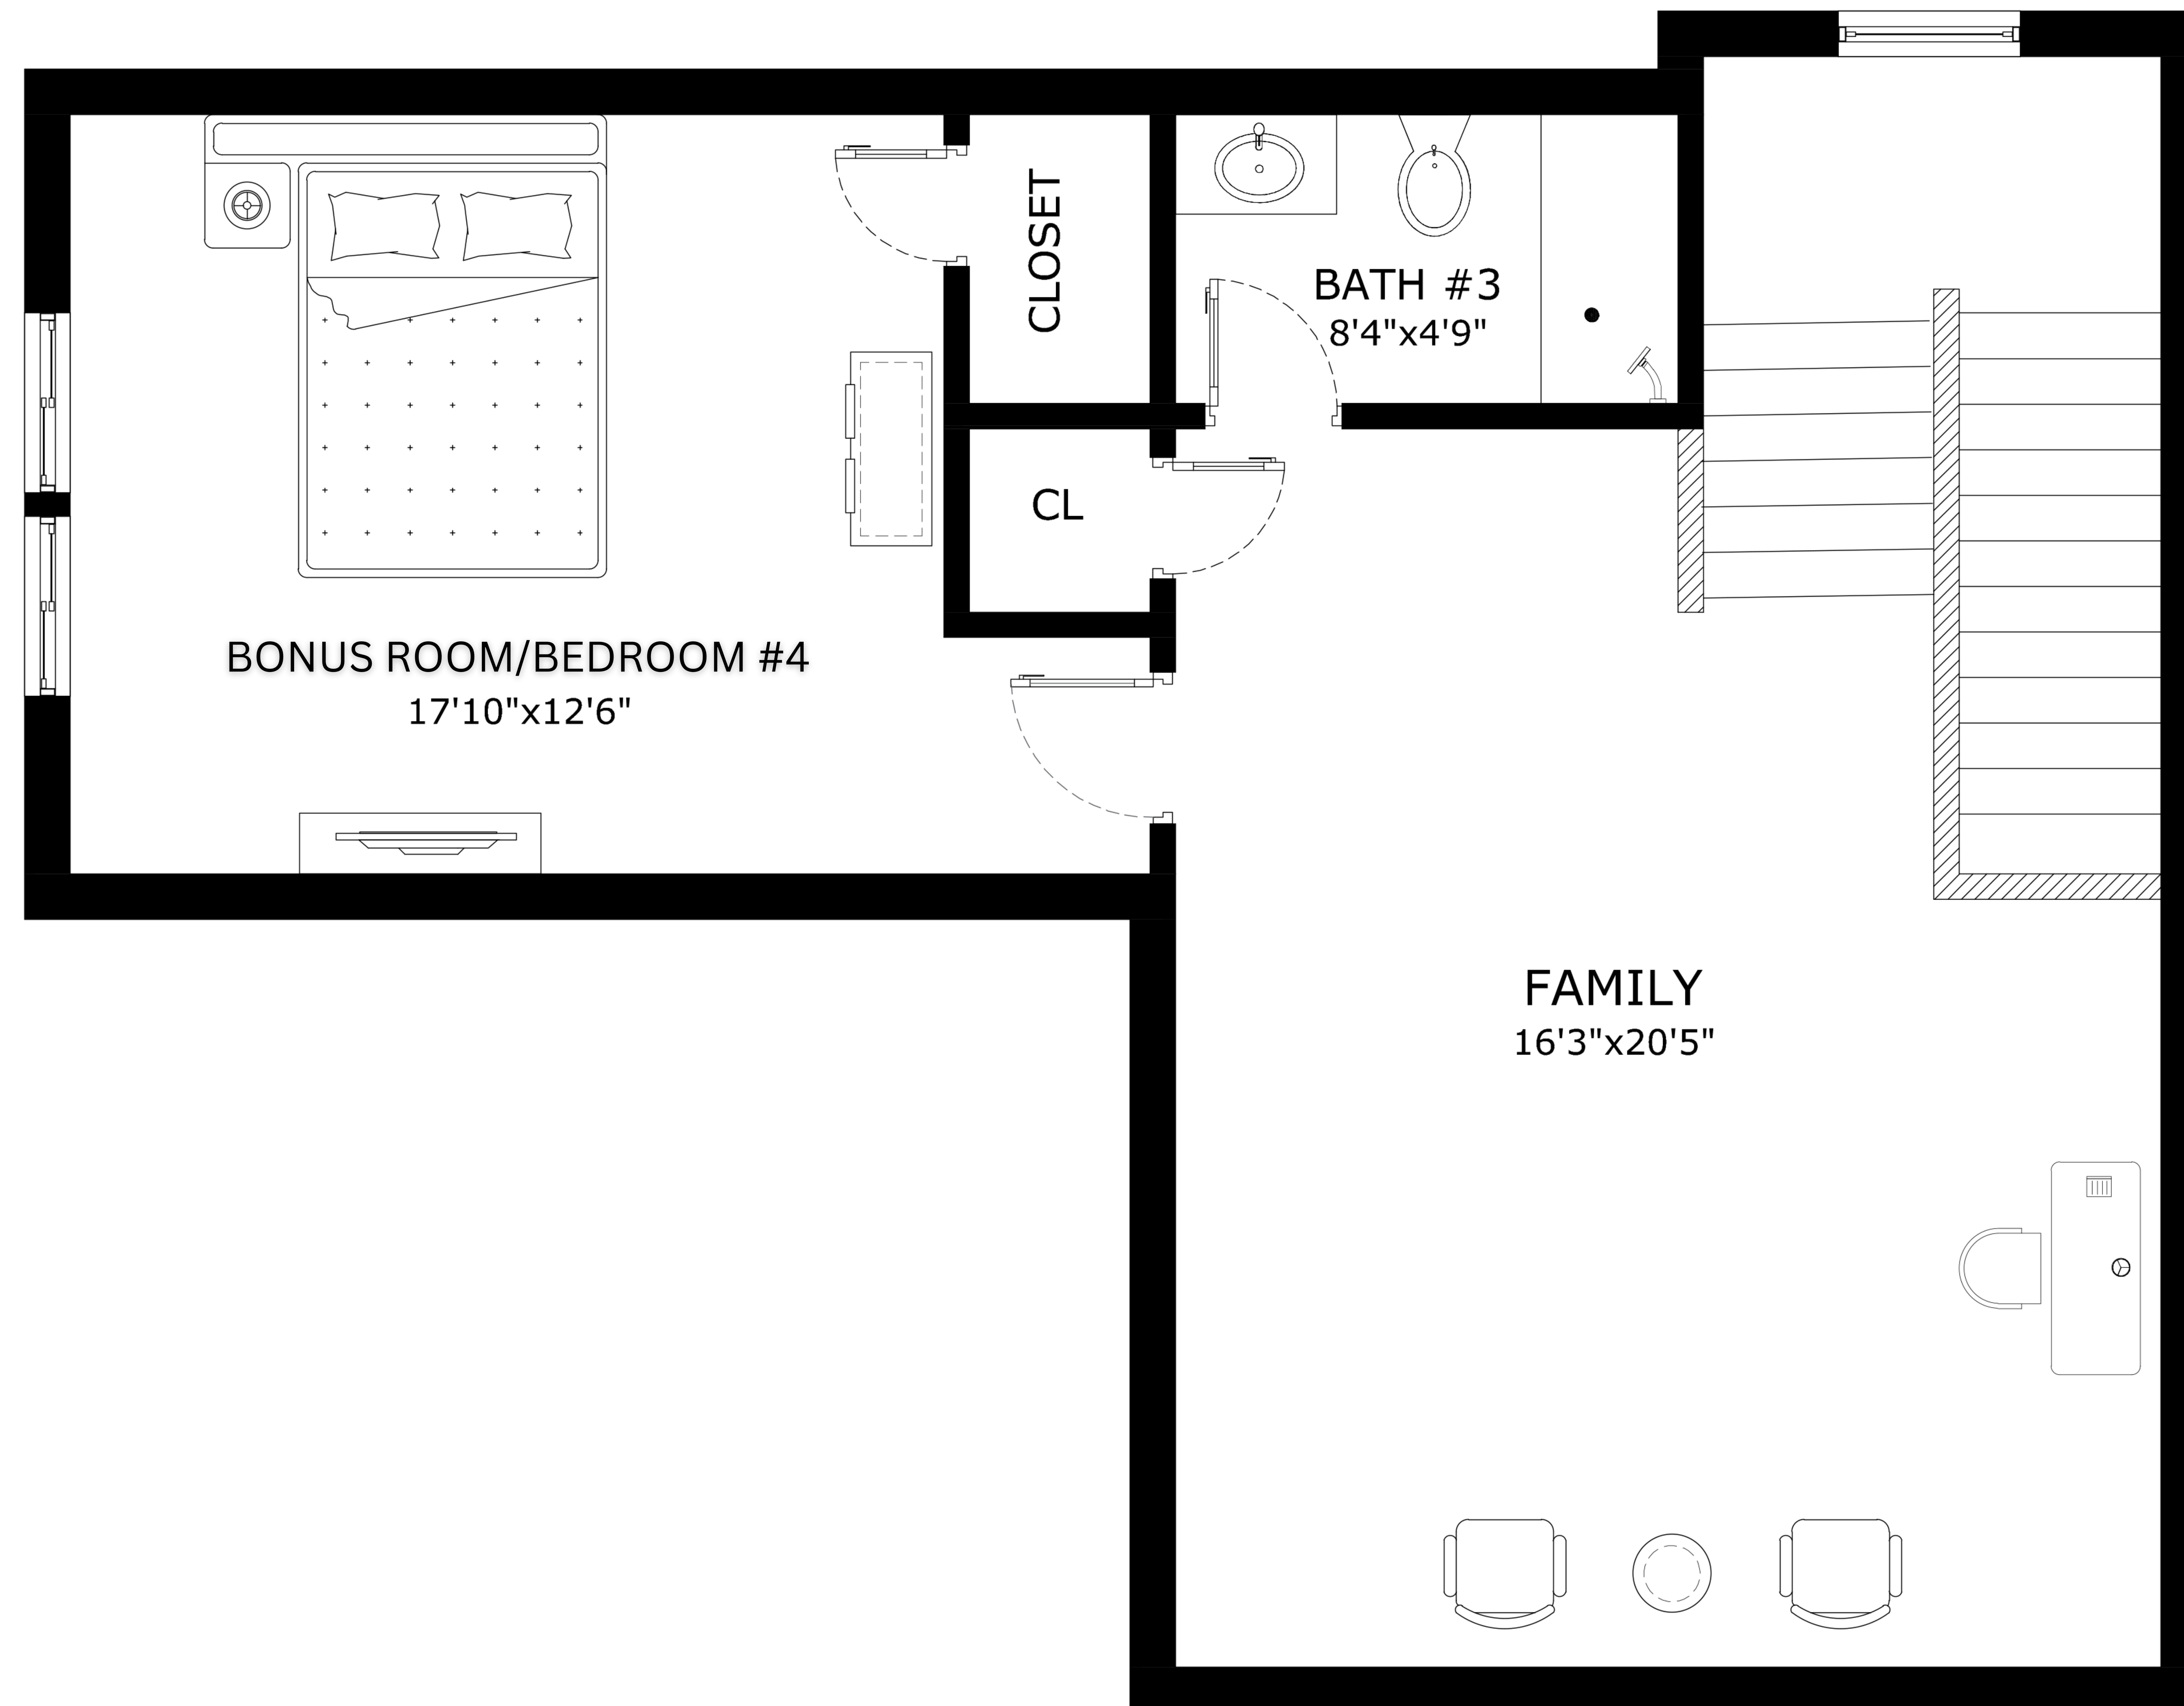 CLOSET
BATH #3
8'4"x4'9"
CL
BONUS ROOM/BEDROOM #4
17'10"x12'6"
FAMILY
16'3"x20'5"